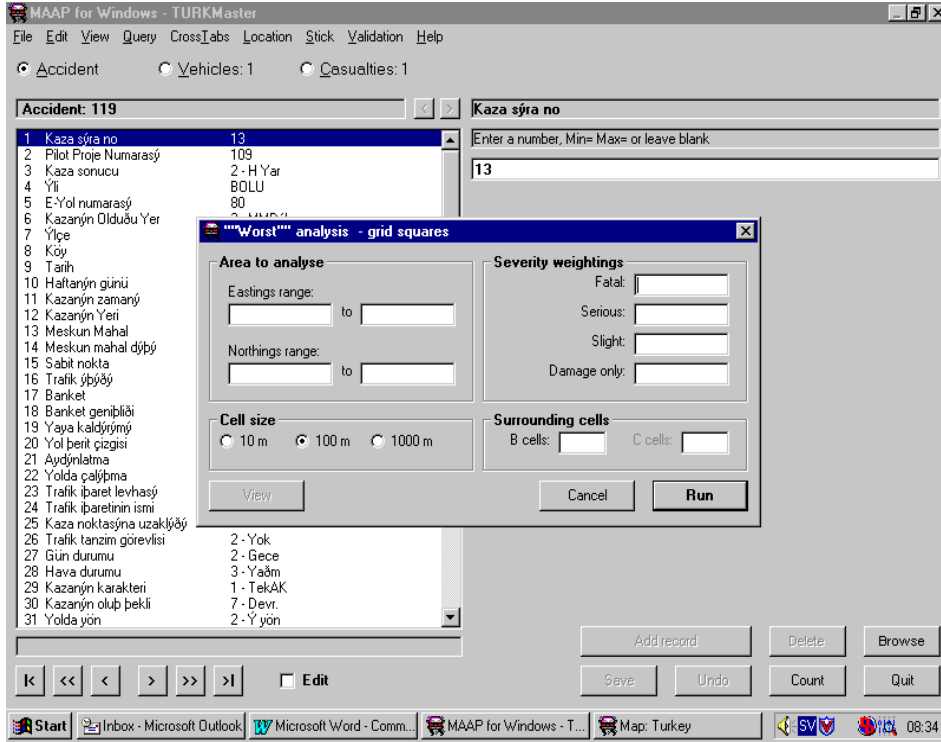 MAAP for Windows - TURKMaster
File Edit View Query CrossTabs Location Stick Validation Help
Accident Vehicles: 1 Casualties: 1
Accident: 119 < > Kaza sýra no
Enter a number, Min= Max= or leave blank
13
1 Kaza sýra no 13
2 Pilot Proje Numarasý 109
3 Kaza sonucu 2 - H Yar
4 Ýli BOLU
5 E-Yol numarasý 80
6 Kazanýn Olduðu Yer
7 Ýlçe
8 Köy
9 Tarih
10 Haftanýn günü
11 Kazanýn zamaný
12 Kazanýn Yeri
13 Meskun Mahal
14 Meskun mahal dýþý
15 Sabit nokta
16 Trafik ýþýðý
17 Banket
18 Banket geniþliði
19 Yaya kaldýrýmý
20 Yol þerit çizgisi
21 Aydýnlatma
22 Yolda çalýþma
23 Trafik iþaret levhasý
24 Trafik iþaretinin ismi
25 Kaza noktasýna uzaklýðý
26 Trafik tanzim görevlisi 2 - Yok
27 Gün durumu 2 - Gece
28 Hava durumu 3 - Yaðm
29 Kazanýn karakteri 1 - TekAK
30 Kazanýn oluþ þekli 7 - Devr.
31 Yolda yön 2 - Ý yön
""Worst"" analysis - grid squares
Area to analyse
Eastings range:
to
Northings range:
to
Severity weightings
Fatal:
Serious:
Slight:
Damage only:
Cell size
10 m 100 m 1000 m
Surrounding cells
B cells: C cells:
View Cancel Run
Add record Delete Browse
|< << < > >> >| Edit Save Undo Count Quit
Start Inbox - Microsoft Outlook Microsoft Word - Comm... MAAP for Windows - T... Map: Turkey SV 08:34